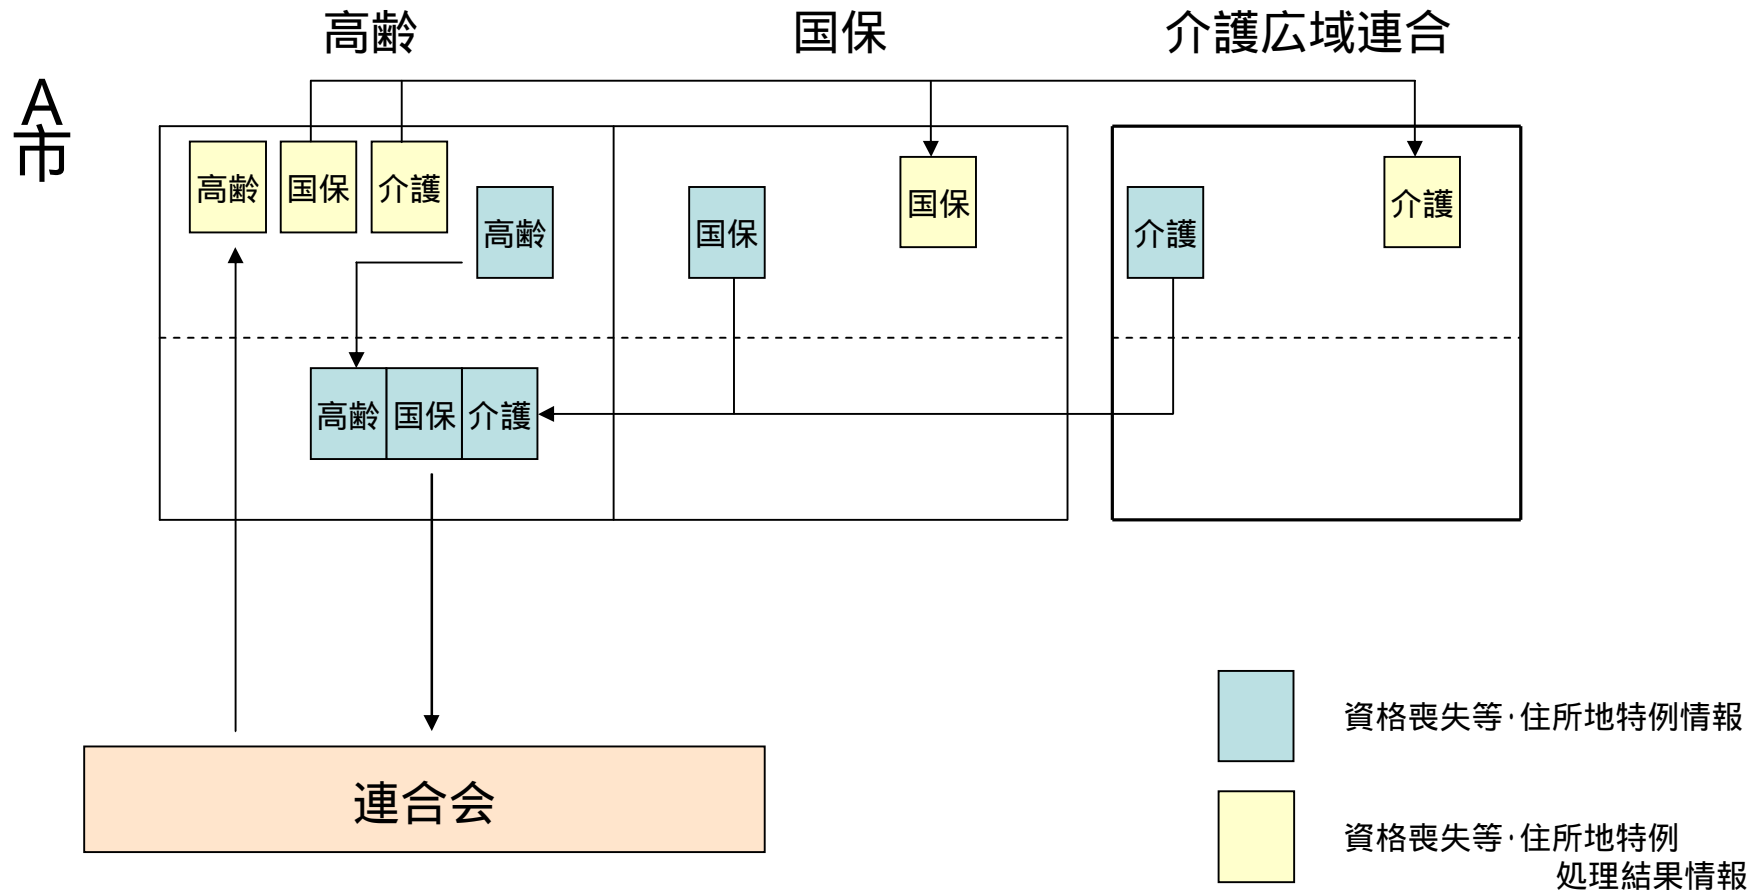 高齢
国保
介護広域連合
A市
高齢
国保
介護
高齢
国保
国保
介護
介護
高齢
国保
介護
連合会
資格喪失等・住所地特例情報
資格喪失等・住所地特例
処理結果情報